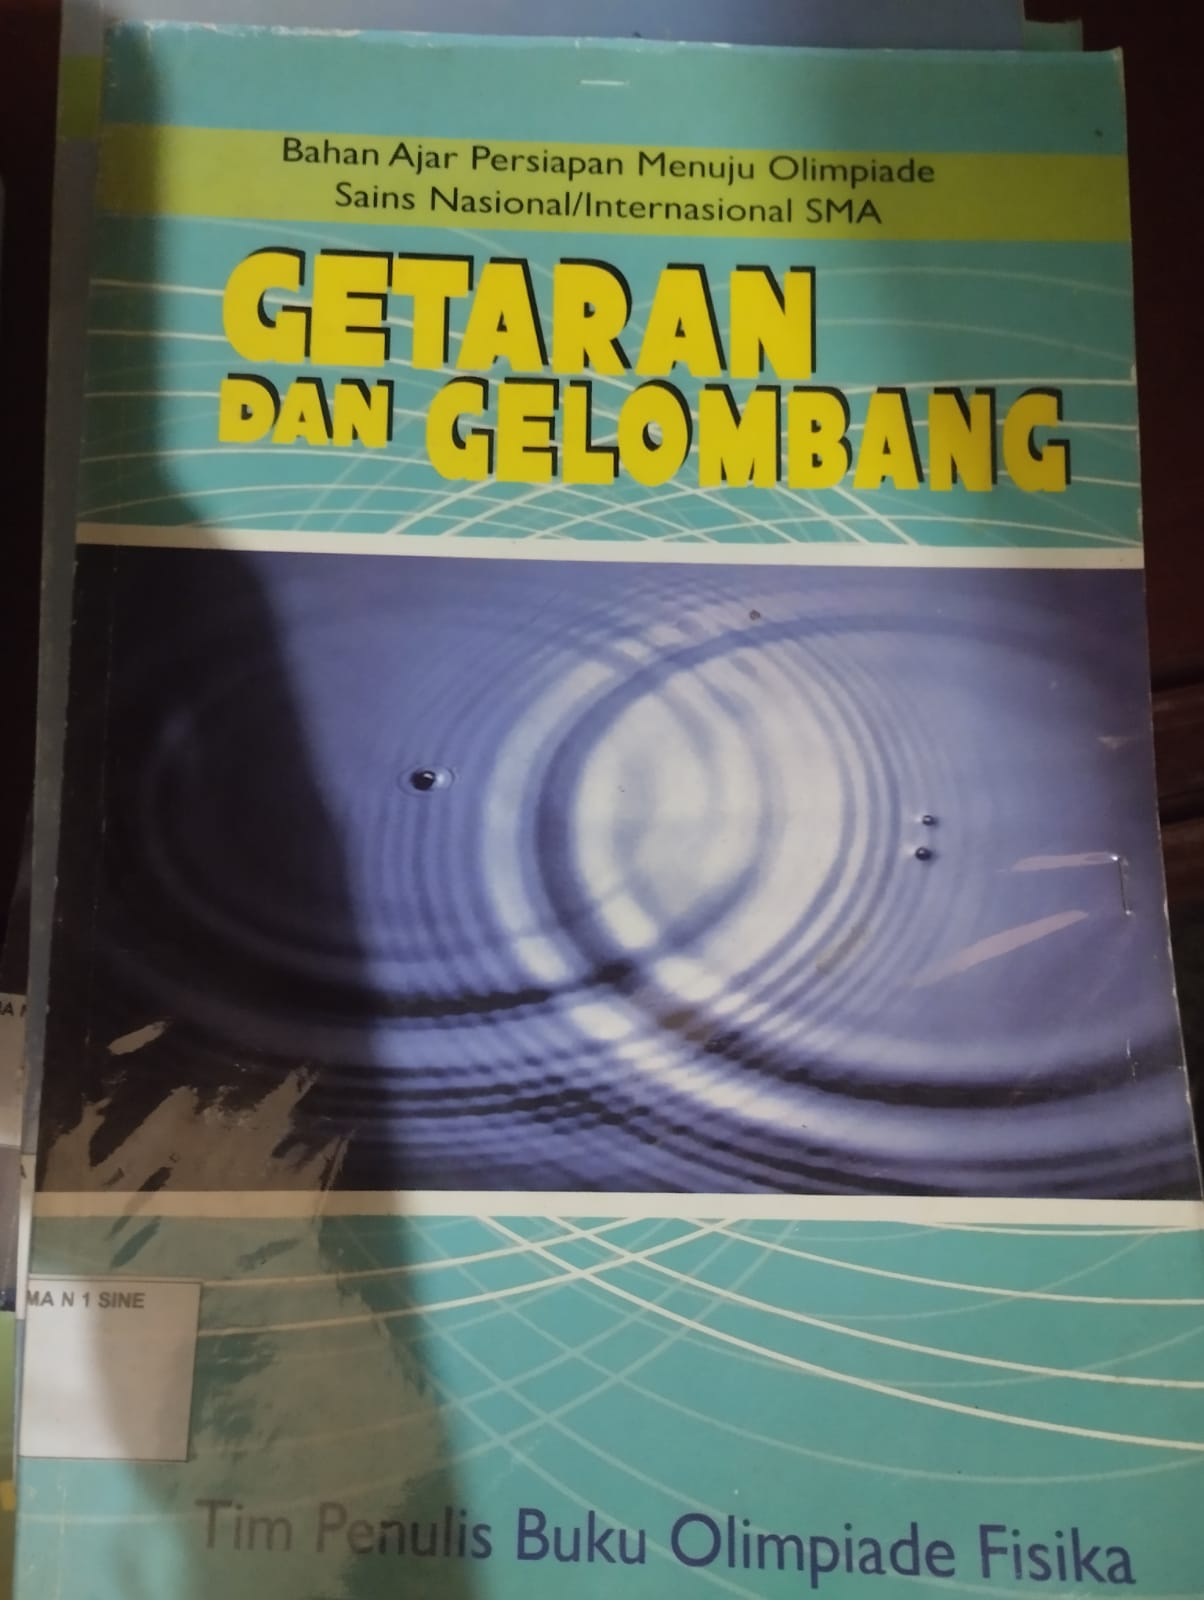 Bahan Ajar Persiapan Menuju Olimpiade
Sains Nasional/Internasional SMA
GETARAN
DAN GELOMBANG
MA N 1 SINE
Tim Penulis Buku Olimpiade Fisika